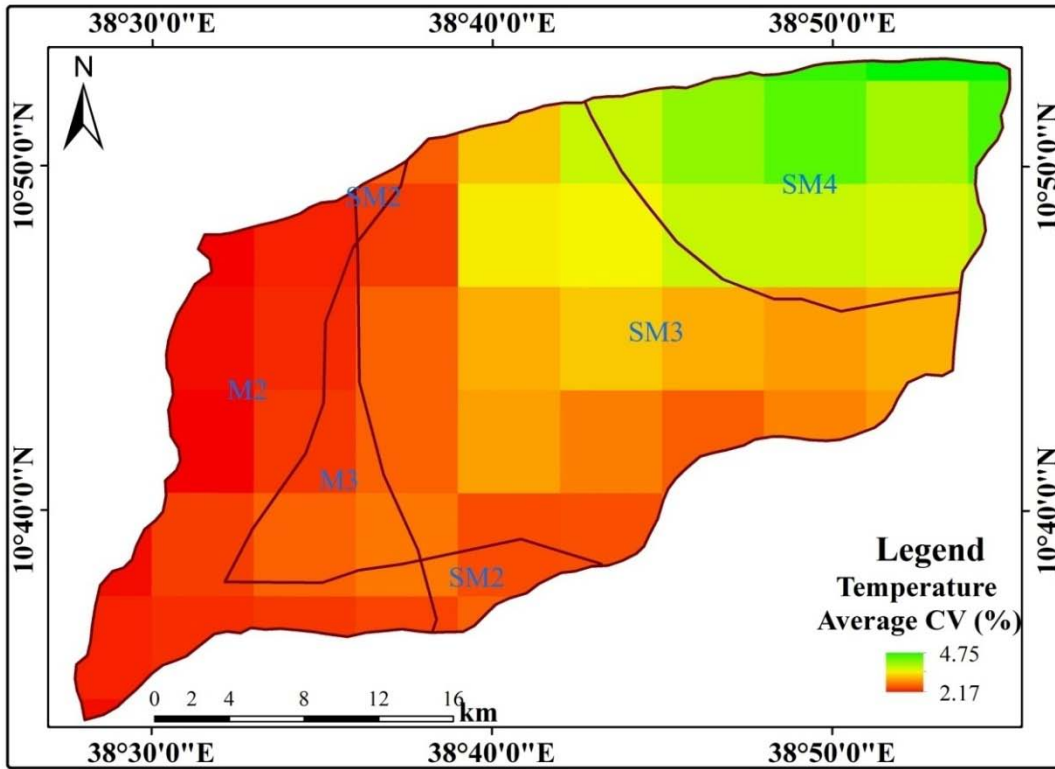 38°30'0"E 38°40'0"E 38°50'0"E
N
10°50'0"N 10°50'0"N
SM2 SM4
SM3
M2
M3
10°40'0"N 10°40'0"N
SM2
Legend
Temperature
Average CV (%)
4.75
2.17
0 2 4 8 12 16
km
38°30'0"E 38°40'0"E 38°50'0"E